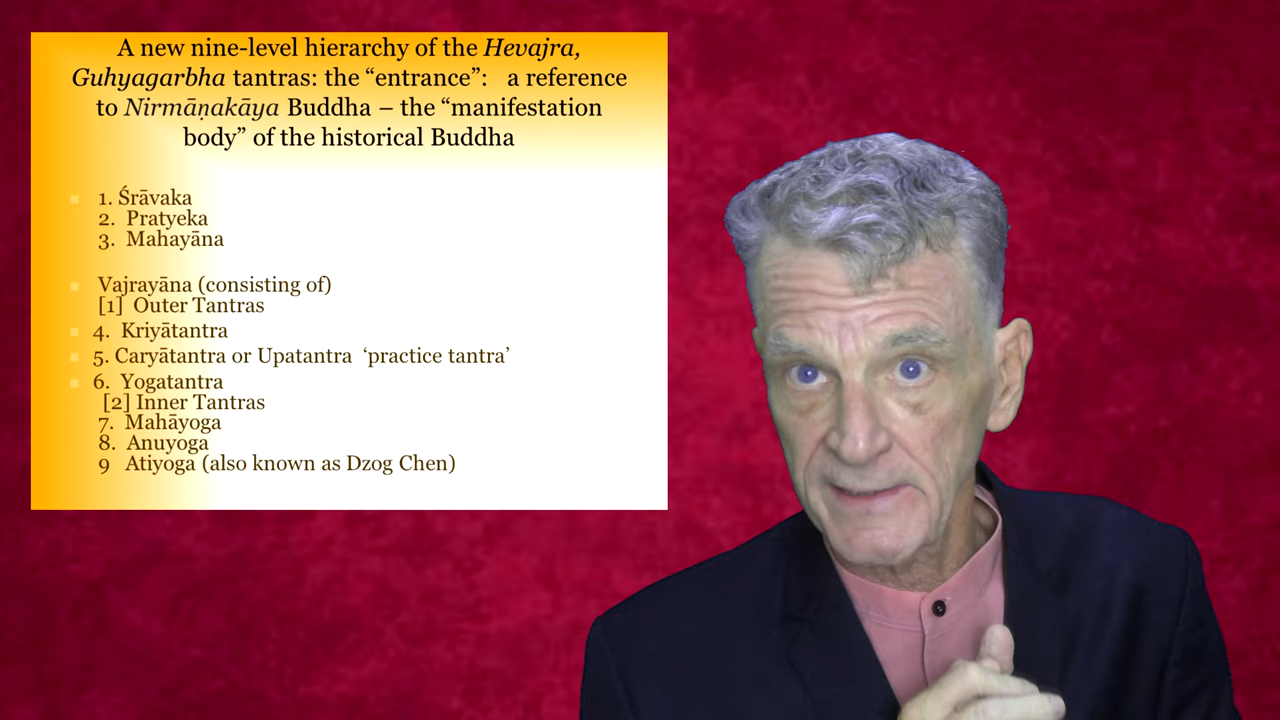 A new nine-level hierarchy of the Hevajra,
Guhyagarbha tantras: the “entrance”: a reference
to Nirmāṇakāya Buddha – the “manifestation
body” of the historical Buddha
1. Śrāvaka
2. Pratyeka
3. Mahayāna
Vajrayāna (consisting of)
[1] Outer Tantras
4. Kriyātantra
5. Caryātantra or Upatantra ‘practice tantra’
6. Yogatantra
[2] Inner Tantras
7. Mahāyoga
8. Anuyoga
9 Atiyoga (also known as Dzog Chen)